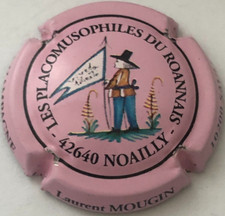 LES PLACOMUSOPHILES DU ROANNAIS
- 42640 NOAILLY -
Laurent MOUGIN